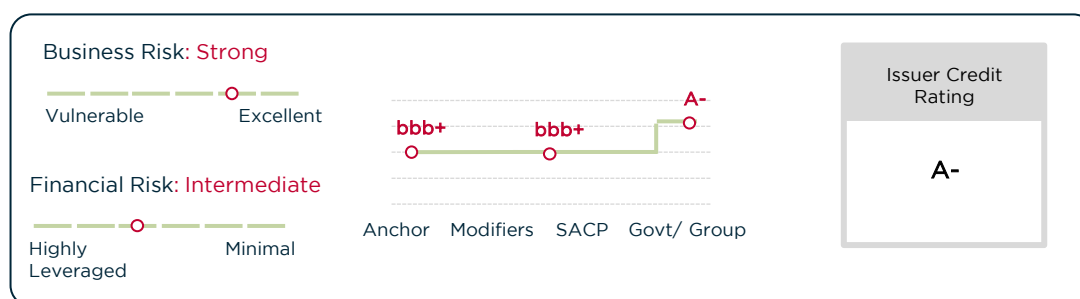 Business Risk: Strong
Vulnerable
Excellent
Financial Risk: Intermediate
Highly
Leveraged
Minimal
bbb+
bbb+
A-
Anchor
Modifiers
SACP
Govt/ Group
Issuer Credit
Rating
A-